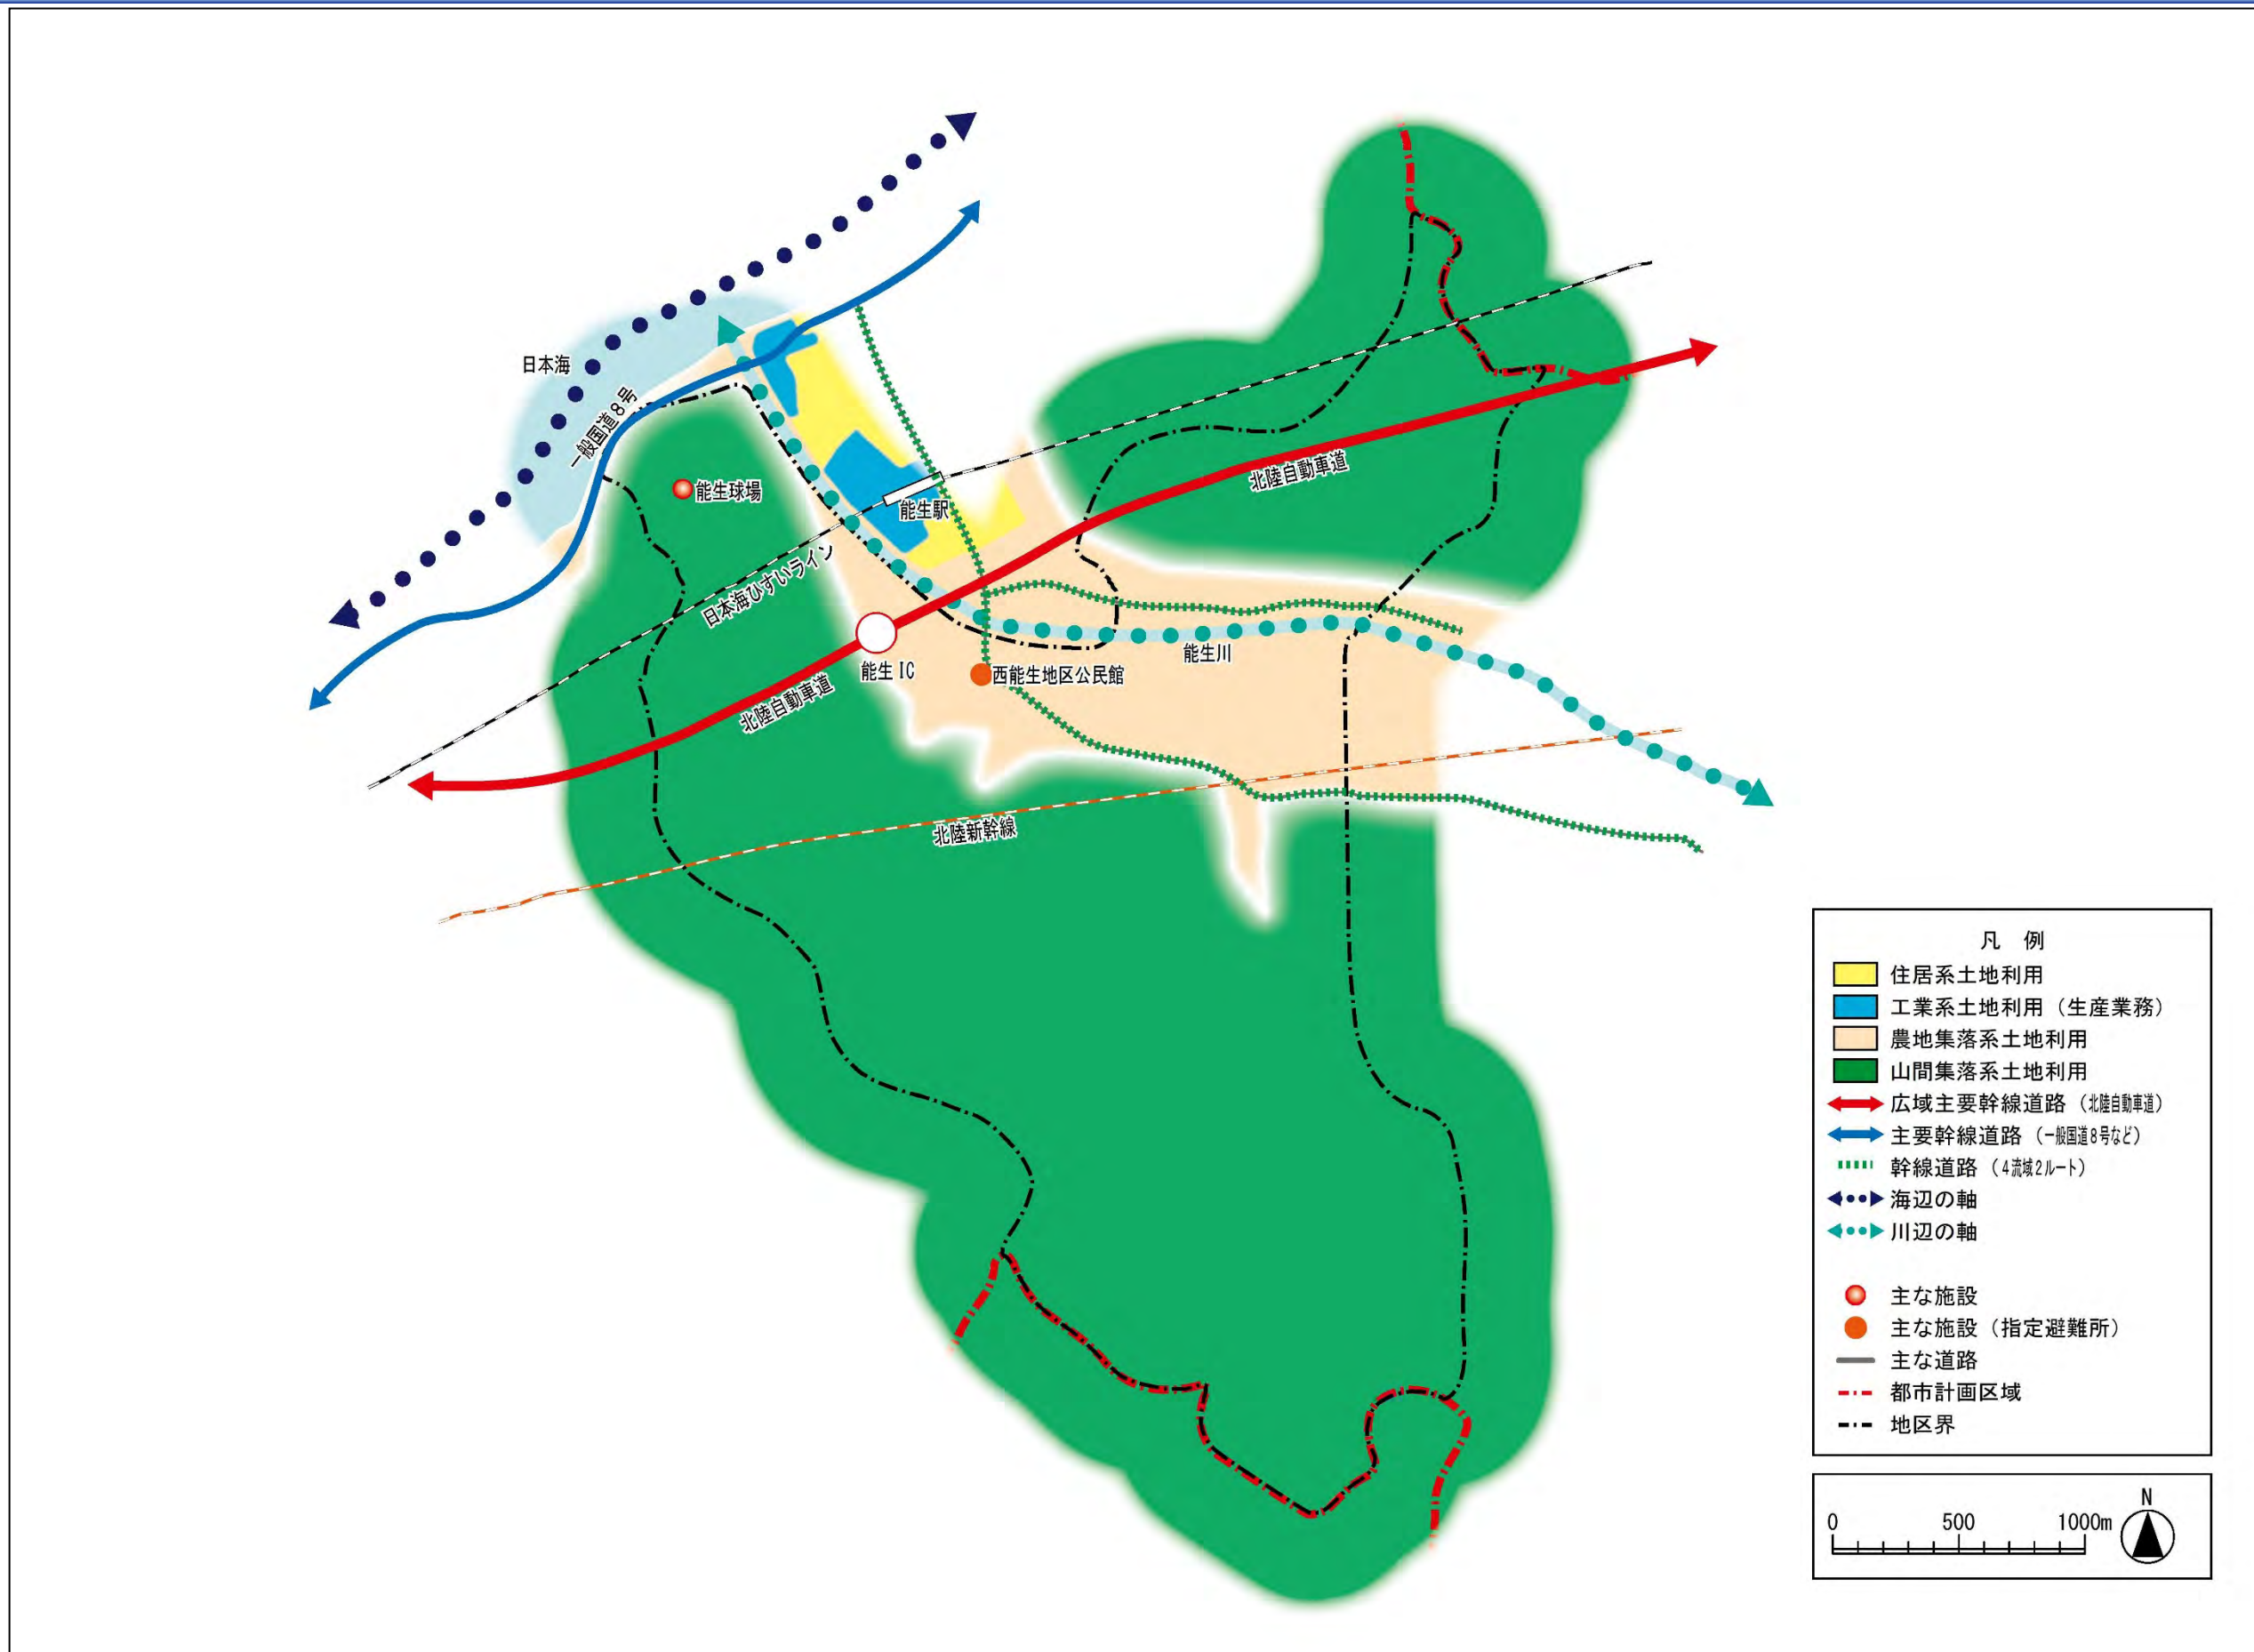 日本海
一般国道8号
能生球場
能生駅
北陸自動車道
日本海ひすいライン
能生川
能生IC
西能生地区公民館
北陸自動車道
北陸新幹線
凡 例
住居系土地利用
工業系土地利用（生産業務）
農地集落系土地利用
山間集落系土地利用
広域主要幹線道路（北陸自動車道）
主要幹線道路（一般国道8号など）
幹線道路（4流域2ルート）
海辺の軸
川辺の軸
主な施設
主な施設（指定避難所）
主な道路
都市計画区域
地区界
N
0 500 1000m